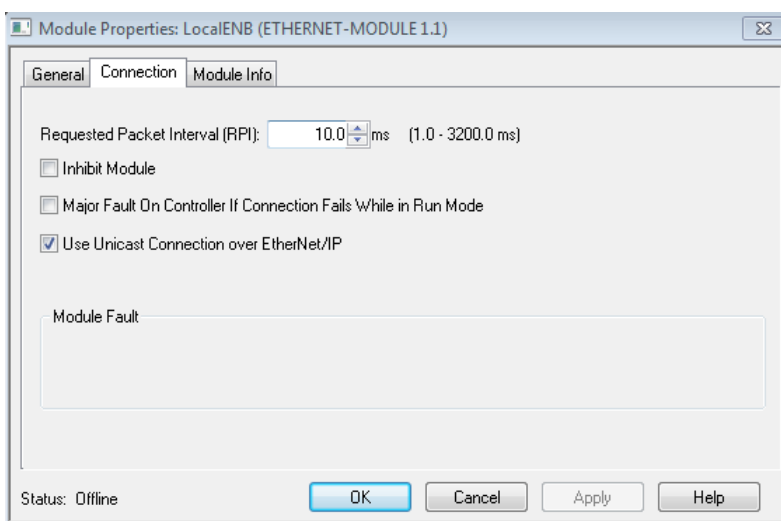 Module Properties: LocalENB (ETHERNET-MODULE 1.1)
General Connection Module Info
Requested Packet Interval (RPI): 10.0 ms (1.0 - 3200.0 ms)
Inhibit Module
Major Fault On Controller If Connection Fails While in Run Mode
Use Unicast Connection over EtherNet/IP
Module Fault
Status: Offline OK Cancel Apply Help